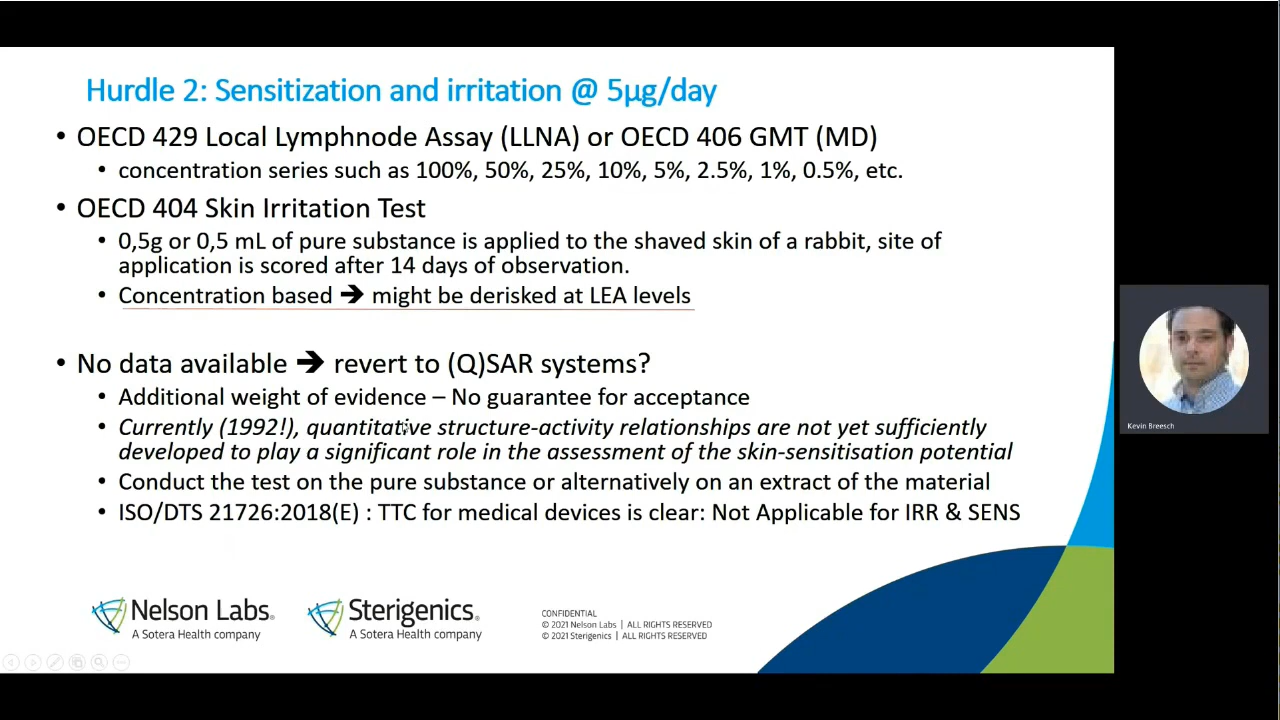 Hurdle 2: Sensitization and irritation @ 5µg/day
• OECD 429 Local Lymphnode Assay (LLNA) or OECD 406 GMT (MD)
• concentration series such as 100%, 50%, 25%, 10%, 5%, 2.5%, 1%, 0.5%, etc.
• OECD 404 Skin Irritation Test
• 0,5g or 0,5 mL of pure substance is applied to the shaved skin of a rabbit, site of
application is scored after 14 days of observation.
• Concentration based ➔ might be derisked at LEA levels
• No data available ➔ revert to (Q)SAR systems?
• Additional weight of evidence – No guarantee for acceptance
• Currently (1992!), quantitative structure-activity relationships are not yet sufficiently
developed to play a significant role in the assessment of the skin-sensitisation potential
• Conduct the test on the pure substance or alternatively on an extract of the material
• ISO/DTS 21726:2018(E) : TTC for medical devices is clear: Not Applicable for IRR & SENS
Nelson Labs®
A Sotera Health company
Sterigenics®
A Sotera Health company
CONFIDENTIAL
© 2021 Nelson Labs | ALL RIGHTS RESERVED
© 2021 Sterigenics | ALL RIGHTS RESERVED
Kevin Breesch